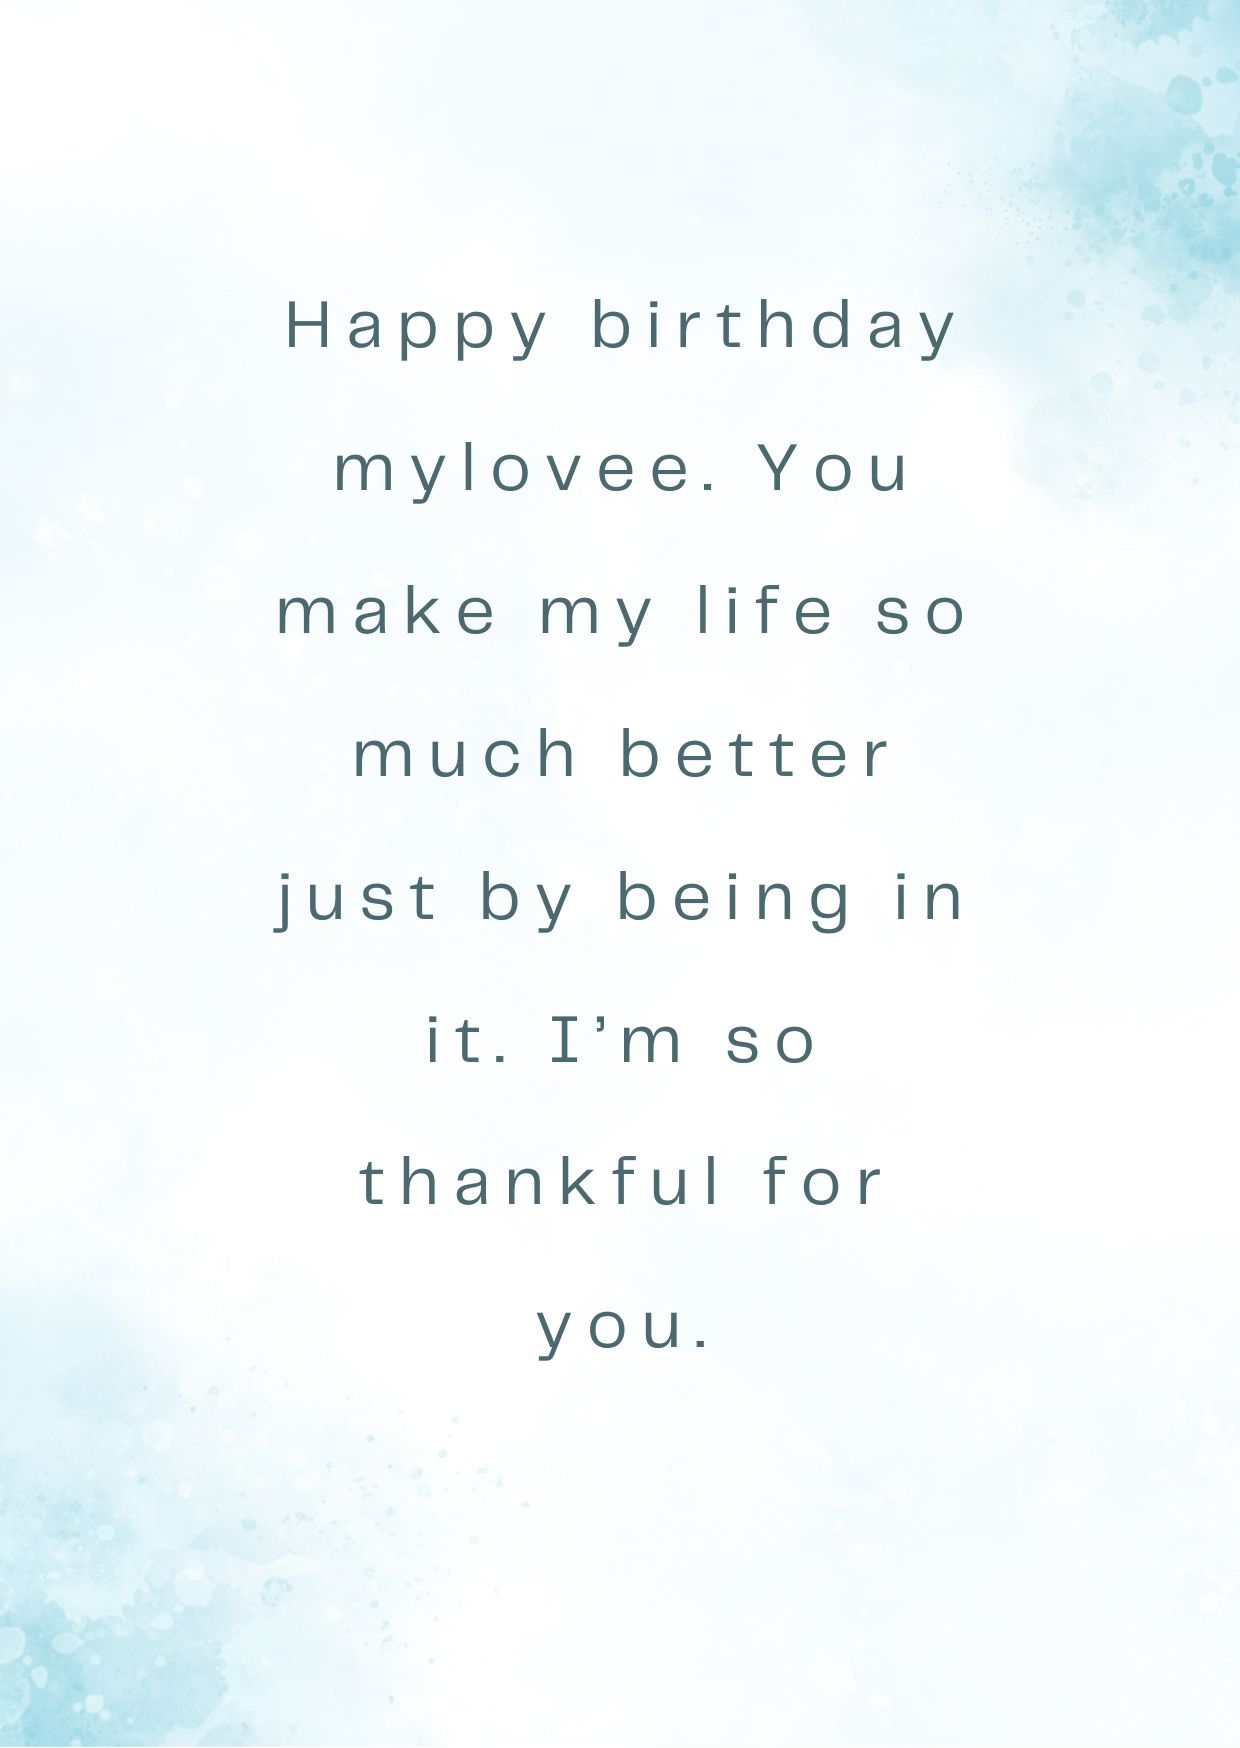 Happy birthday
mylovee. You
make my life so
much better
just by being in
it. I’m so
thankful for
you.